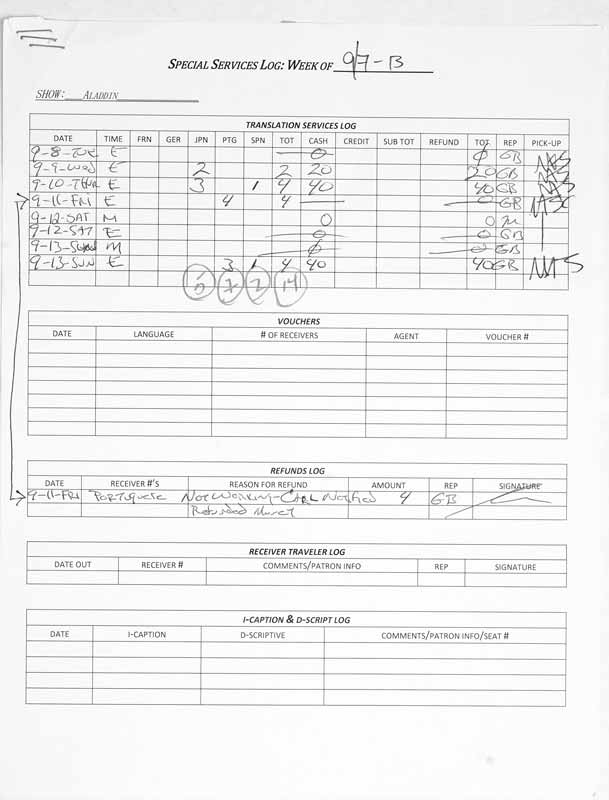 SPECIAL SERVICES LOG: WEEK OF 9/7-13
SHOW: ALADDIN
TRANSLATION SERVICES LOG
DATE TIME FRN GER JPN PTG SPN TOT CASH CREDIT SUB TOT REFUND TOT REP PICK-UP
9-8-TUE E 0 0 GB
9-9-WED E 2 2 20 20 GB
9-10-THUR E 3 1 4 40 40 GB
9-11-FRI E 4 4 0 GB
9-12-SAT M 0 0
9-12-SAT E 0 0 GB
9-13-SUN M 0 0 GB
9-13-SUN E 3 1 4 40 40 GB
5 7 2 14
VOUCHERS
DATE LANGUAGE # OF RECEIVERS AGENT VOUCHER #
REFUNDS LOG
DATE RECEIVER #'S REASON FOR REFUND AMOUNT REP SIGNATURE
9-11-FRI PORTUGUESE NOT WORKING-CARL NOTIFIED 4 GB
REFUNDED MONEY
RECEIVER TRAVELER LOG
DATE OUT RECEIVER # COMMENTS/PATRON INFO REP SIGNATURE
I-CAPTION & D-SCRIPT LOG
DATE I-CAPTION D-SCRIPTIVE COMMENTS/PATRON INFO/SEAT #